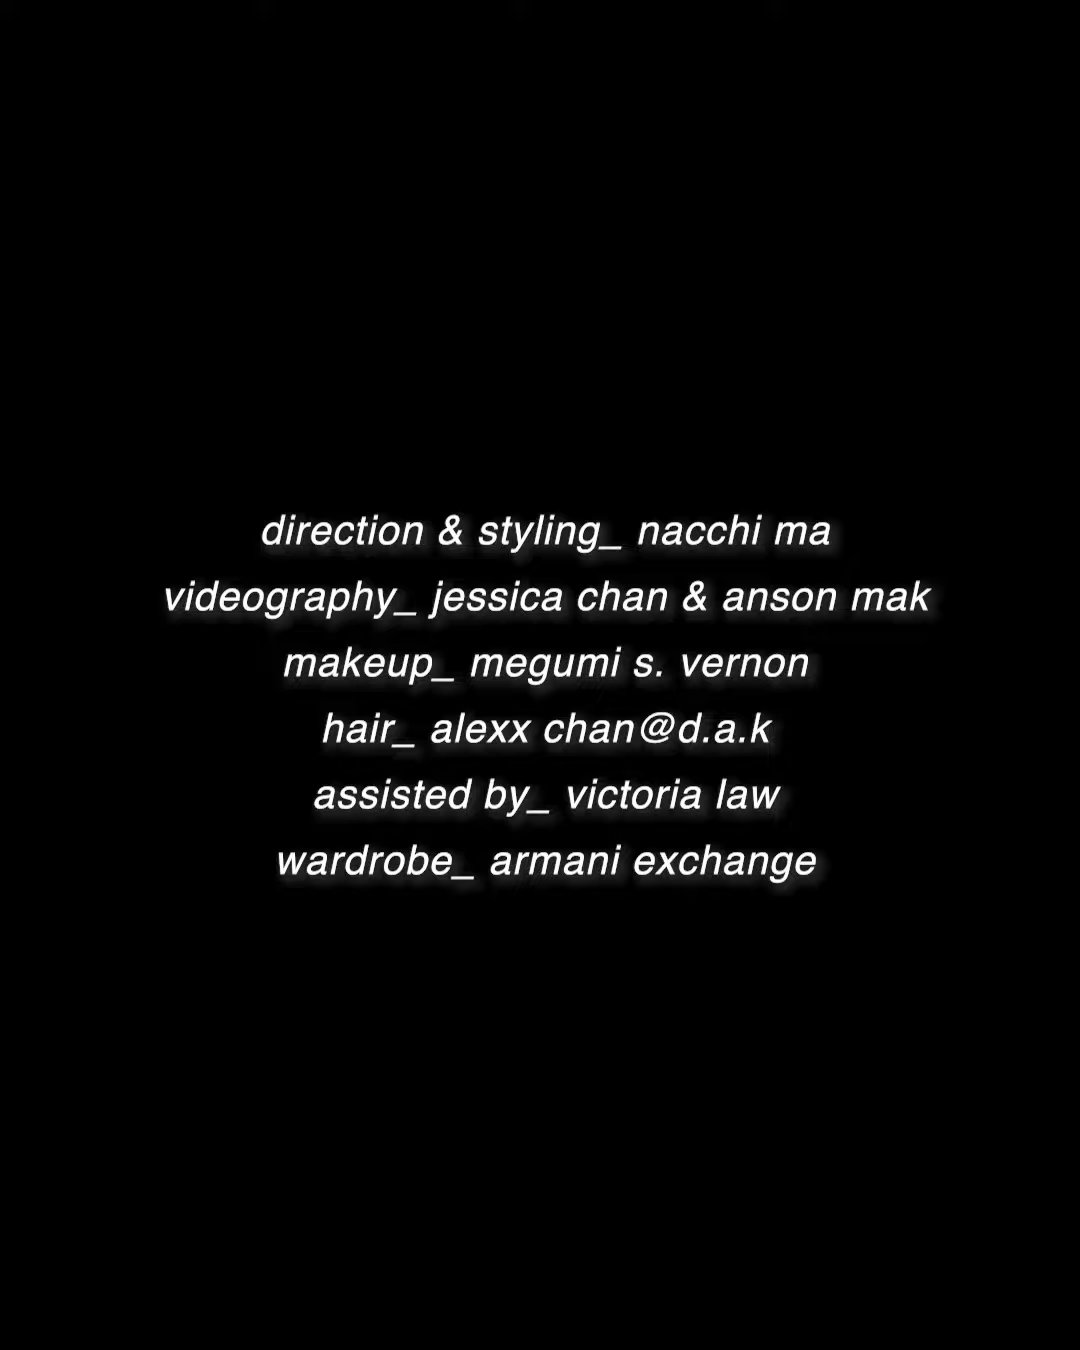 direction & styling_ nacchi ma
videography_ jessica chan & anson mak
makeup_ megumi s. vernon
hair_ alexx chan@d.a.k
assisted by_ victoria law
wardrobe_ armani exchange